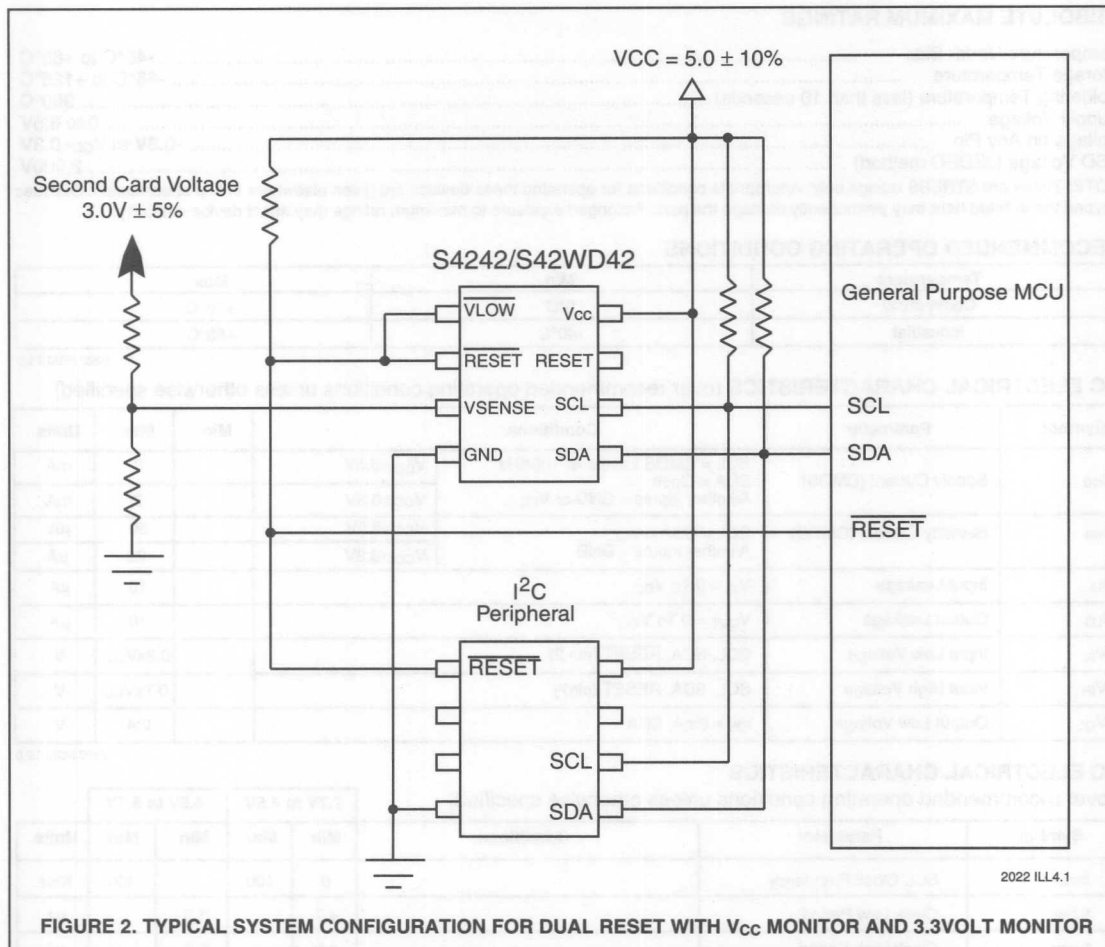 VCC = 5.0 ± 10%
Second Card Voltage
3.0V ± 5%
S4242/S42WD42
General Purpose MCU
VLOW
Vcc
RESET
RESET
VSENSE
SCL
SCL
GND
SDA
SDA
RESET
I²C
Peripheral
RESET
SCL
SDA
2022 ILL4.1
FIGURE 2. TYPICAL SYSTEM CONFIGURATION FOR DUAL RESET WITH Vcc MONITOR AND 3.3VOLT MONITOR